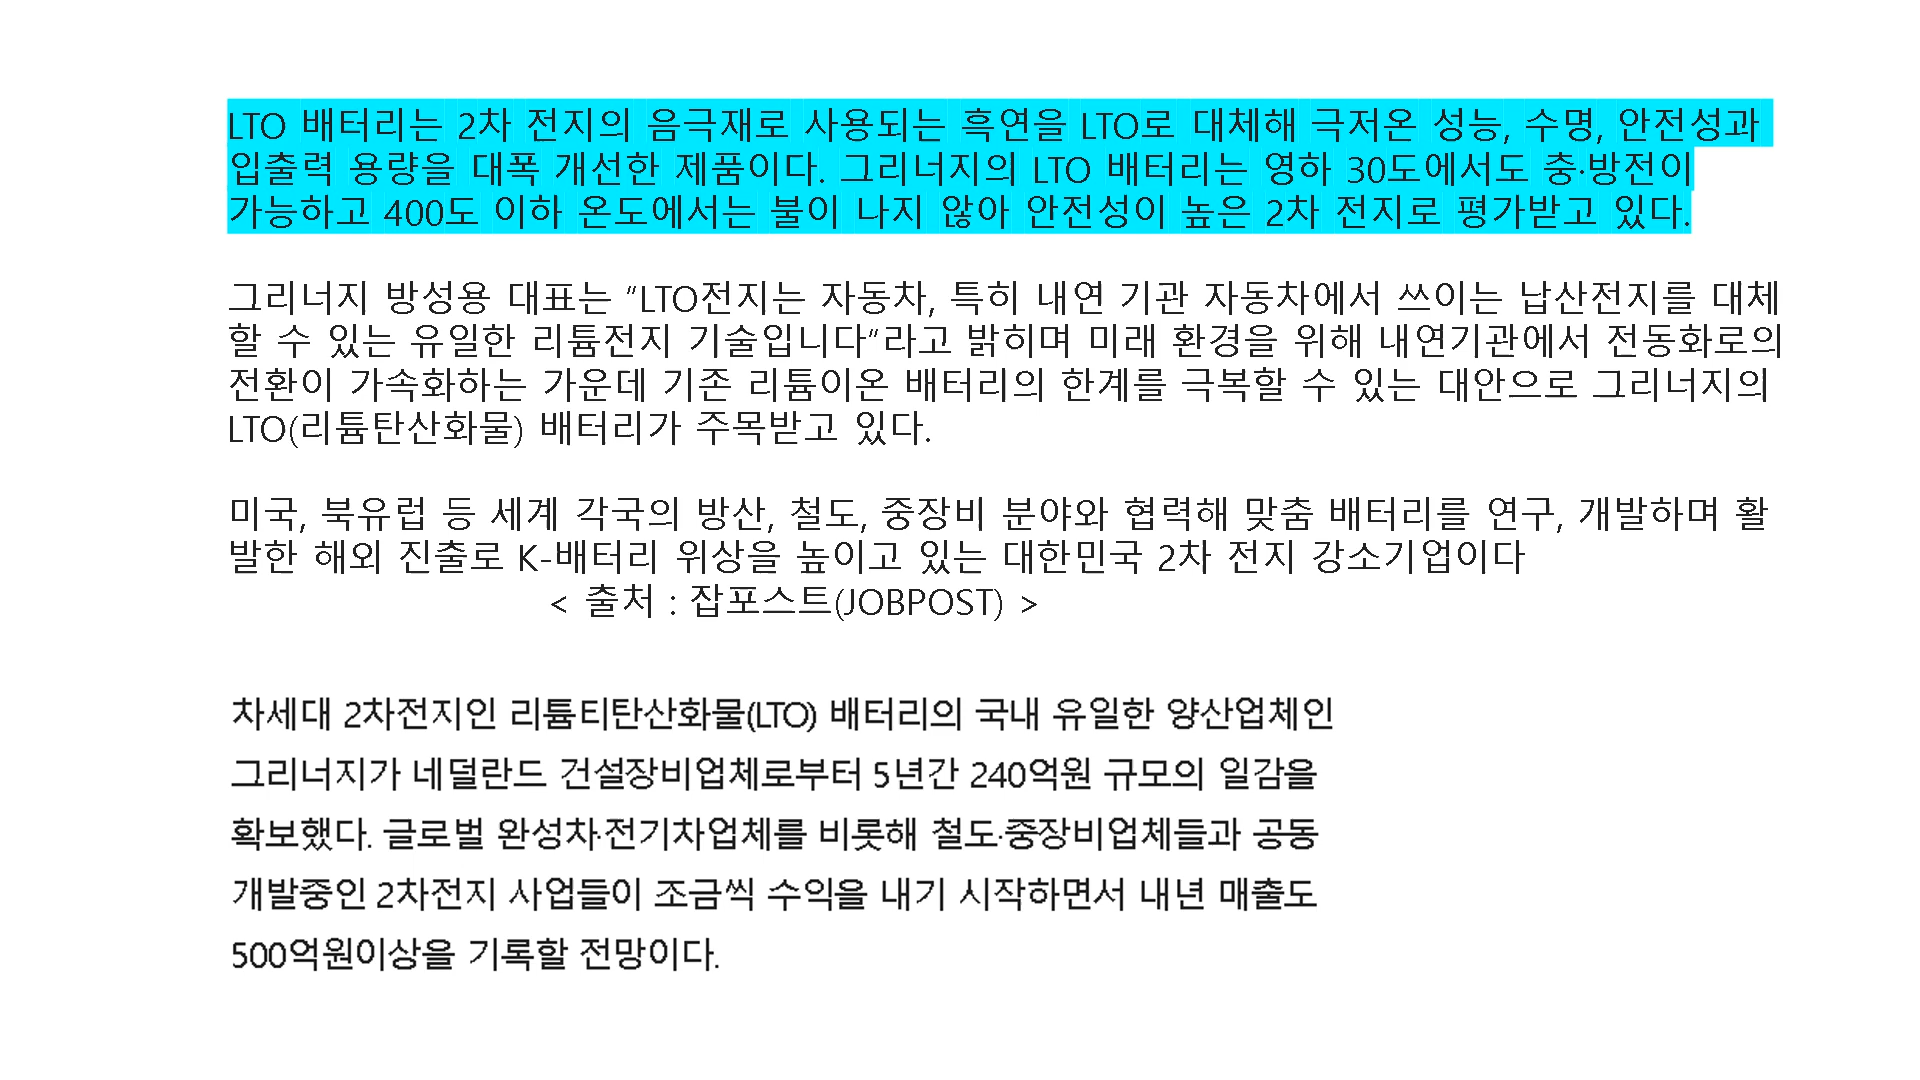 LTO 배터리는 2차 전지의 음극재로 사용되는 흑연을 LTO로 대체해 극저온 성능, 수명, 안전성과
입출력 용량을 대폭 개선한 제품이다. 그리너지의 LTO 배터리는 영하 30도에서도 충·방전이
가능하고 400도 이하 온도에서는 불이 나지 않아 안전성이 높은 2차 전지로 평가받고 있다.
그리너지 방성용 대표는 "LTO전지는 자동차, 특히 내연 기관 자동차에서 쓰이는 납산전지를 대체
할 수 있는 유일한 리튬전지 기술입니다"라고 밝히며 미래 환경을 위해 내연기관에서 전동화로의
전환이 가속화하는 가운데 기존 리튬이온 배터리의 한계를 극복할 수 있는 대안으로 그리너지의
LTO(리튬탄산화물) 배터리가 주목받고 있다.
미국, 북유럽 등 세계 각국의 방산, 철도, 중장비 분야와 협력해 맞춤 배터리를 연구, 개발하며 활
발한 해외 진출로 K-배터리 위상을 높이고 있는 대한민국 2차 전지 강소기업이다
< 출처 : 잡포스트(JOBPOST) >
차세대 2차전지인 리튬티탄산화물(LTO) 배터리의 국내 유일한 양산업체인
그리너지가 네덜란드 건설장비업체로부터 5년간 240억원 규모의 일감을
확보했다. 글로벌 완성차·전기차업체를 비롯해 철도·중장비업체들과 공동
개발중인 2차전지 사업들이 조금씩 수익을 내기 시작하면서 내년 매출도
500억원이상을 기록할 전망이다.